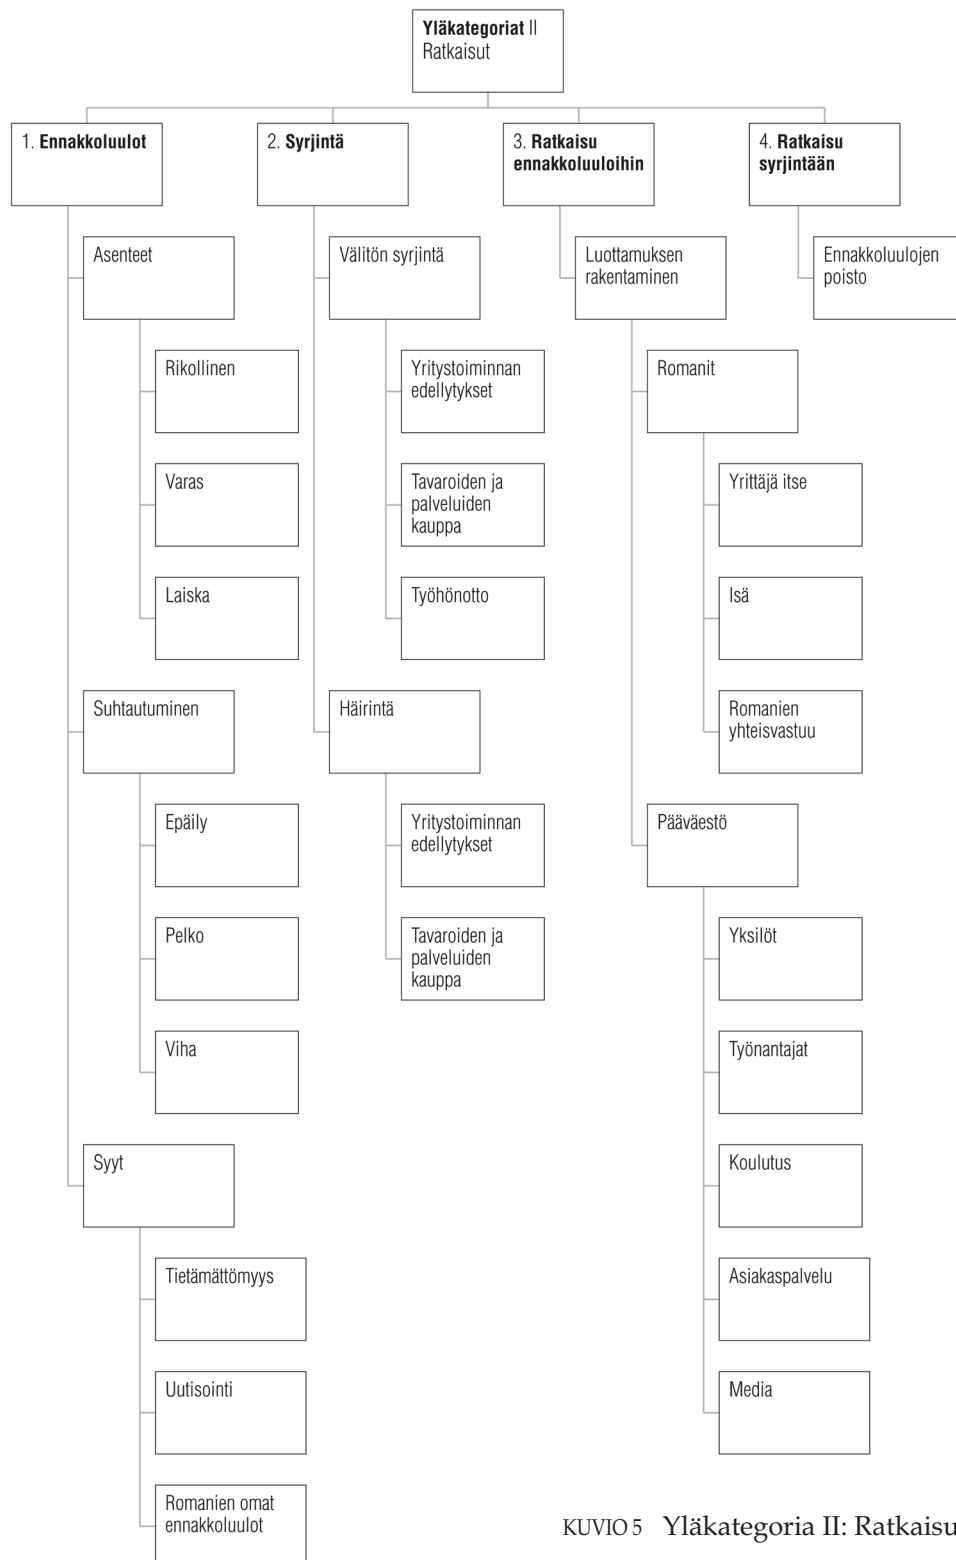 Yläkategoriat II
Ratkaisut
1. Ennakkoluulot
Asenteet
Rikollinen
Varas
Laiska
Suhtautuminen
Epäily
Pelko
Viha
Syyt
Tietämättömyys
Uutisointi
Romanien omat
ennakkoluulot
2. Syrjintä
Välitön syrjintä
Yritystoiminnan
edellytykset
Tavaroiden ja
palveluiden
kauppa
Työhönotto
Häirintä
Yritystoiminnan
edellytykset
Tavaroiden ja
palveluiden
kauppa
3. Ratkaisu
ennakkoluuloihin
Luottamuksen
rakentaminen
Romanit
Yrittäjä itse
Isä
Romanien
yhteisvastuu
Pääväestö
Yksilöt
Työnantajat
Koulutus
Asiakaspalvelu
Media
4. Ratkaisu
syrjintään
Ennakkoluulojen
poisto
KUVIO 5 Yläkategoria II: Ratkaisu